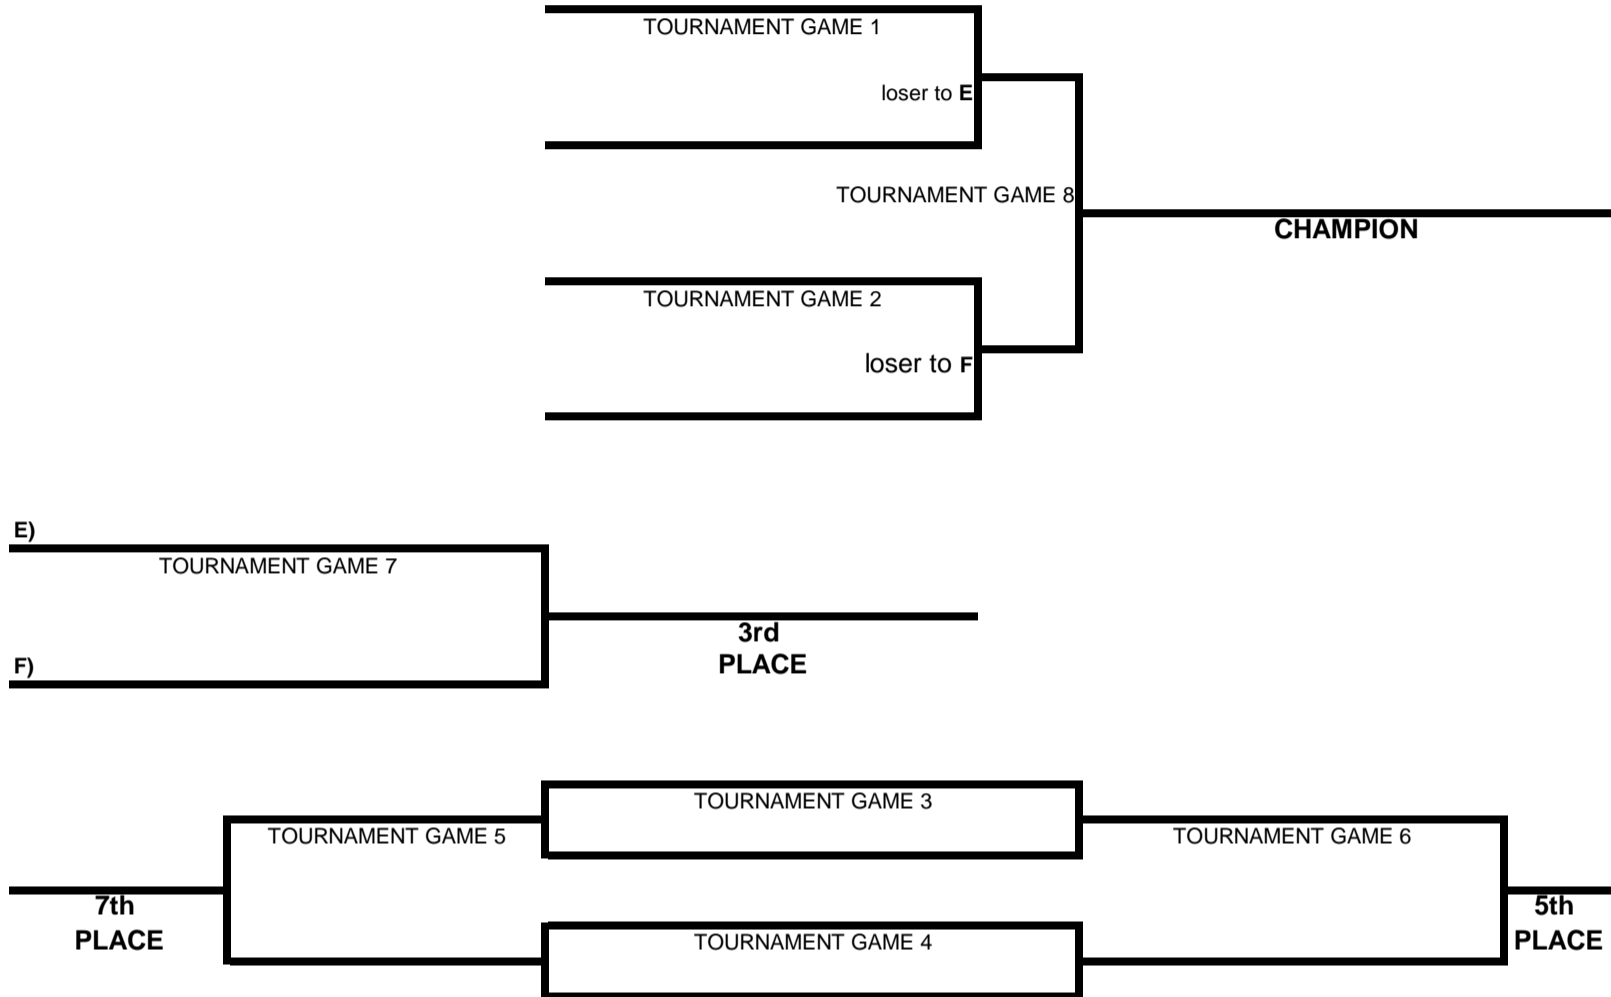 TOURNAMENT GAME 1
loser to E
TOURNAMENT GAME 8
CHAMPION
TOURNAMENT GAME 2
loser to F
E)
TOURNAMENT GAME 7
3rd
PLACE
F)
TOURNAMENT GAME 3
TOURNAMENT GAME 5
TOURNAMENT GAME 6
7th
PLACE
5th
PLACE
TOURNAMENT GAME 4